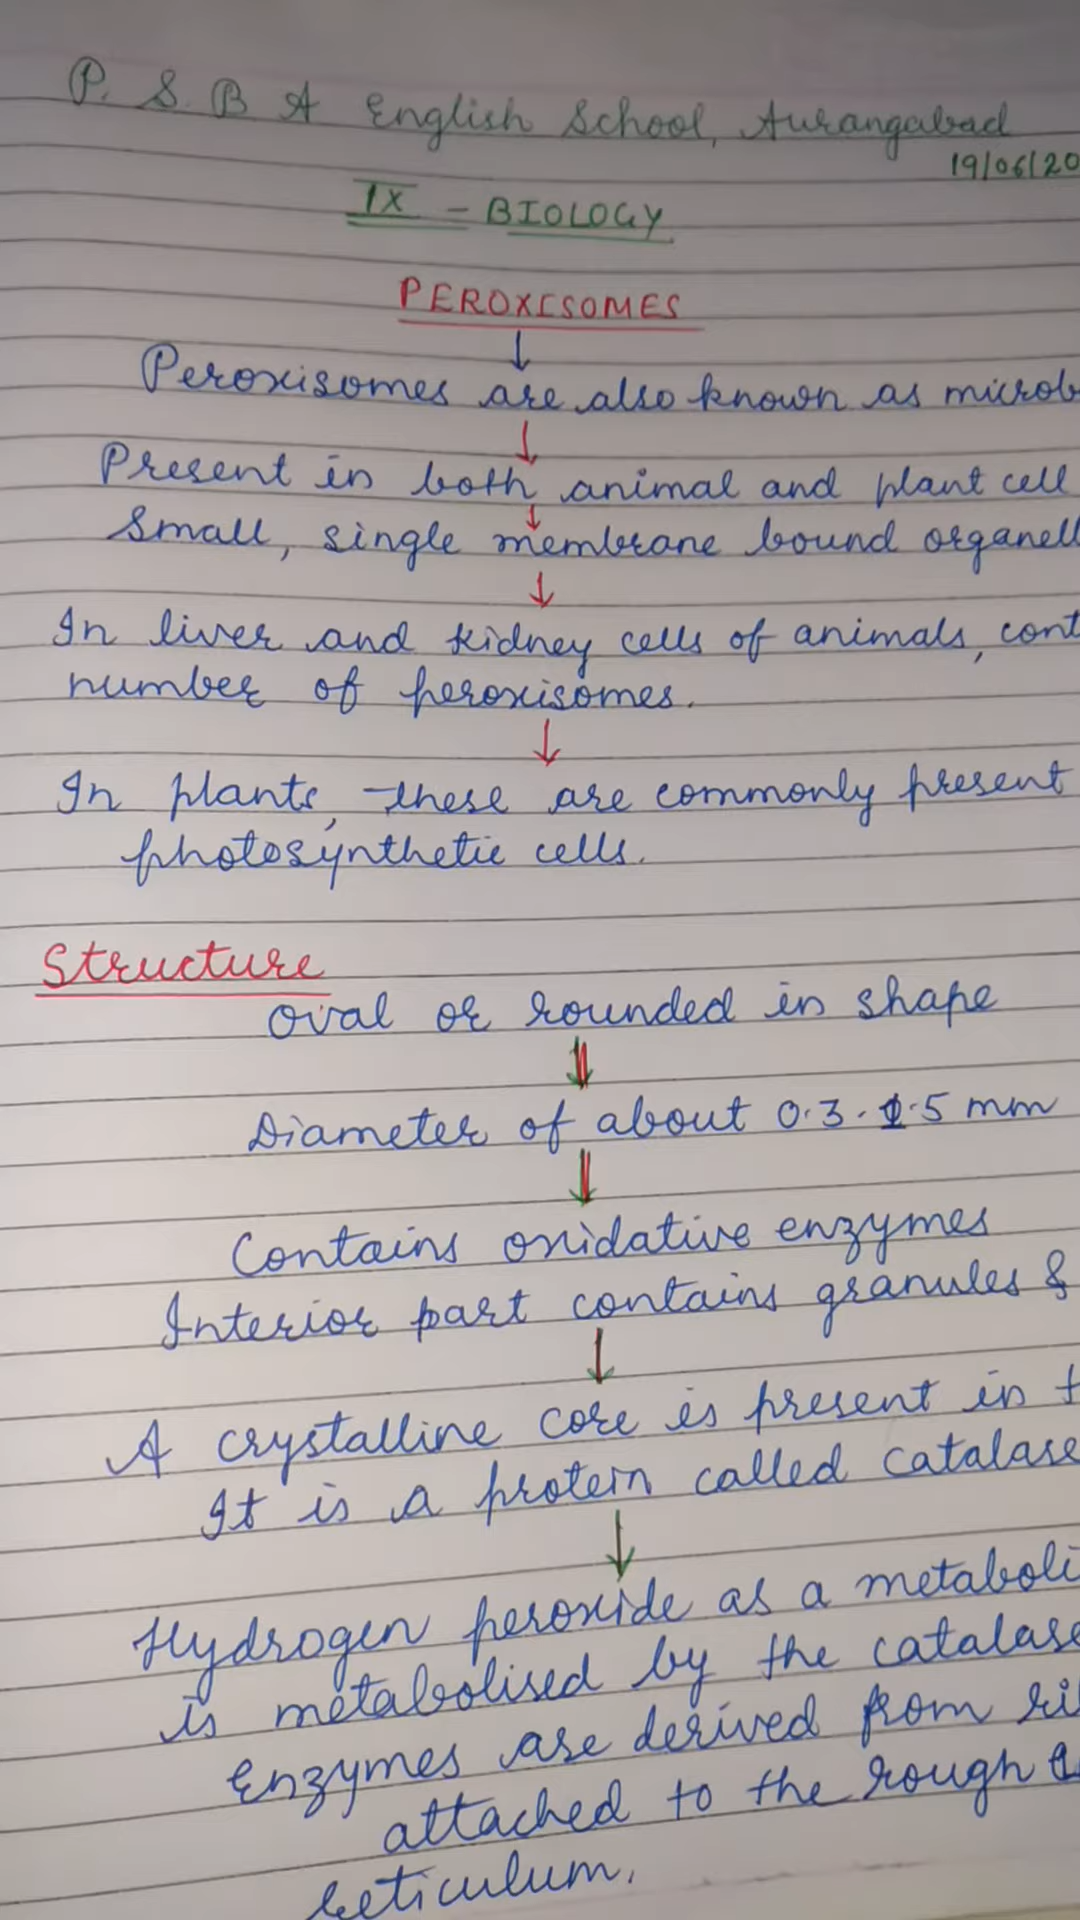 P. S. B A English School, Aurangabad
19/06/20
IX - BIOLOGY
PEROXISOMES
Peroxisomes are also known as microb
Present in both animal and plant cell
Small, single membrane bound organell
In liver and kidney cells of animals, cont
number of peroxisomes.
In plants, these are commonly present
photosynthetic cells.
Structure
oval or rounded in shape
Diameter of about 0.3.1.5 mm
Contains oxidative enzymes
Interior part contains granules &
A crystalline core is present in t
It is a protein called catalase
Hydrogen peroxide as a metaboli
is metabolised by the catalase
Enzymes are derived from ri
attached to the rough
reticulum.